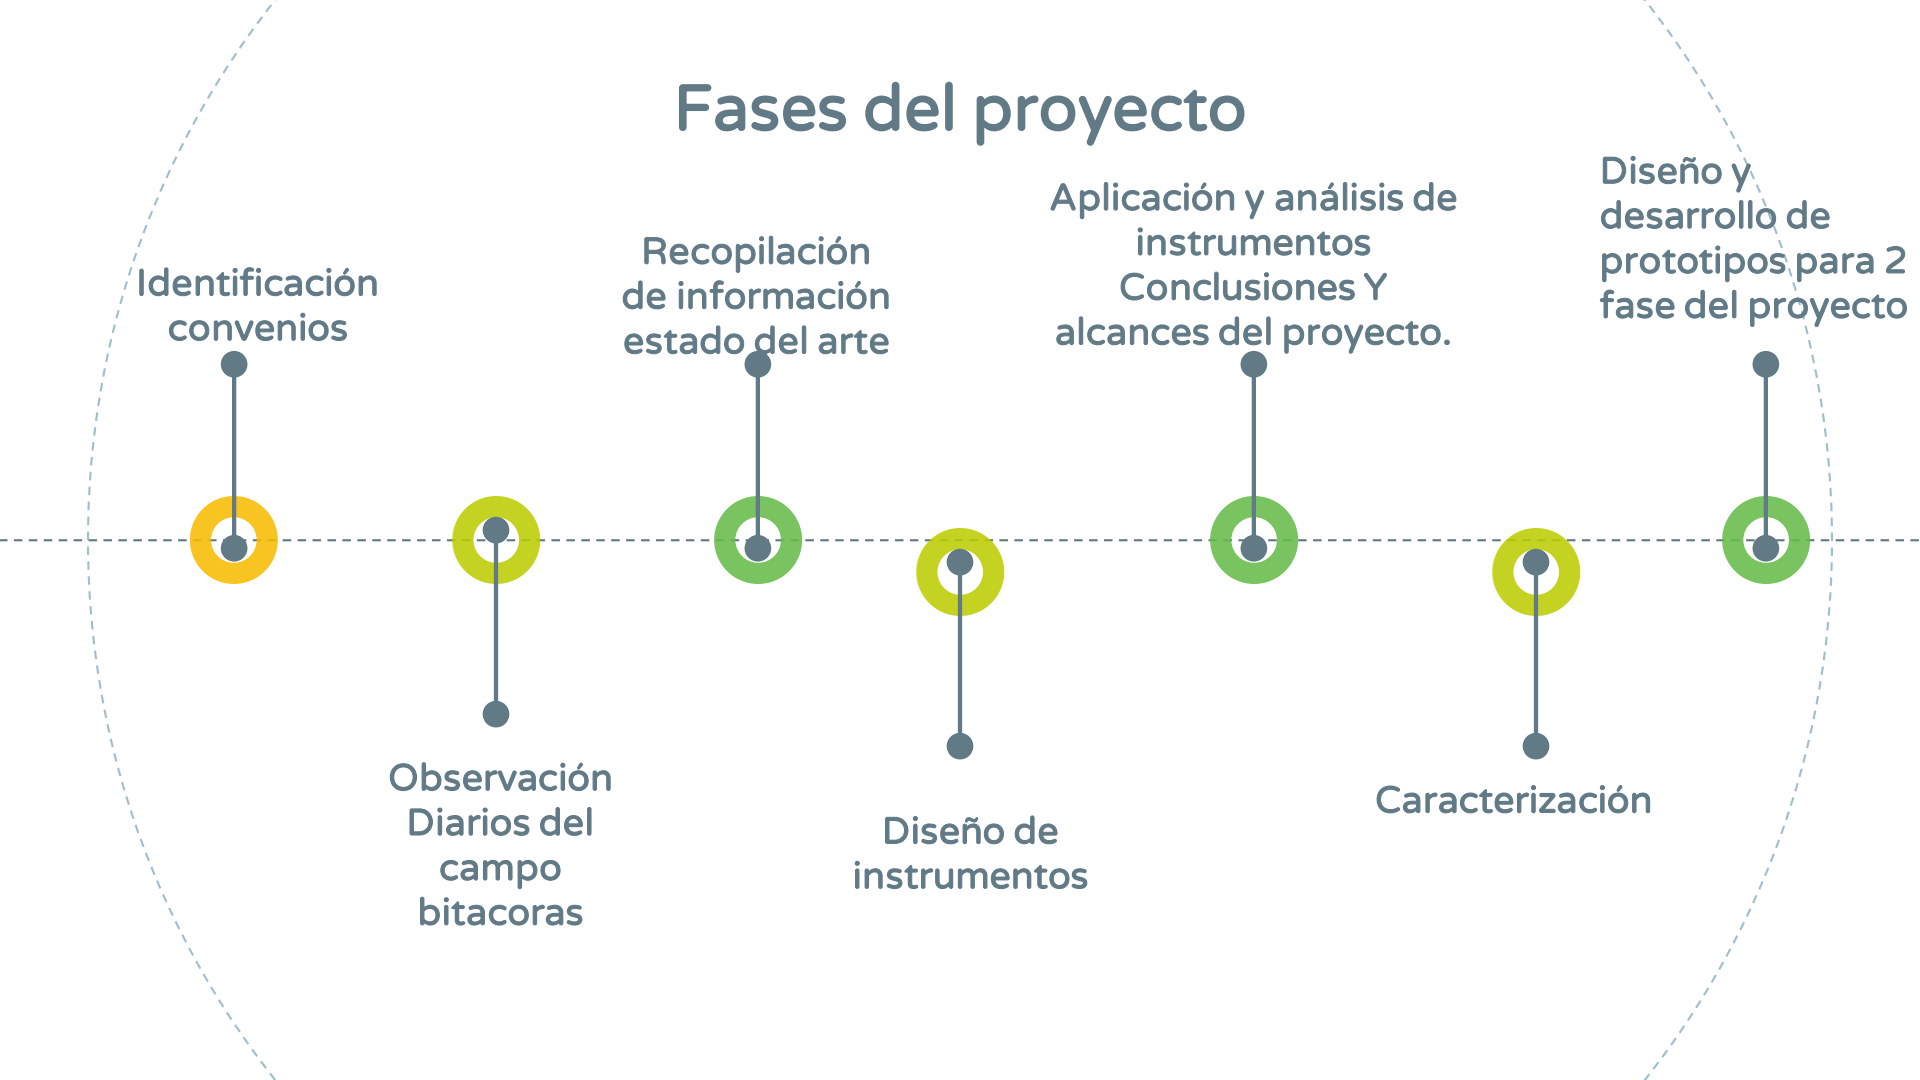 Fases del proyecto
Identificación
convenios
Observación
Diarios del
campo
bitacoras
Recopilación
de información
estado del arte
Diseño de
instrumentos
Aplicación y análisis de
instrumentos
Conclusiones Y
alcances del proyecto.
Caracterización
Diseño y
desarrollo de
prototipos para 2
fase del proyecto